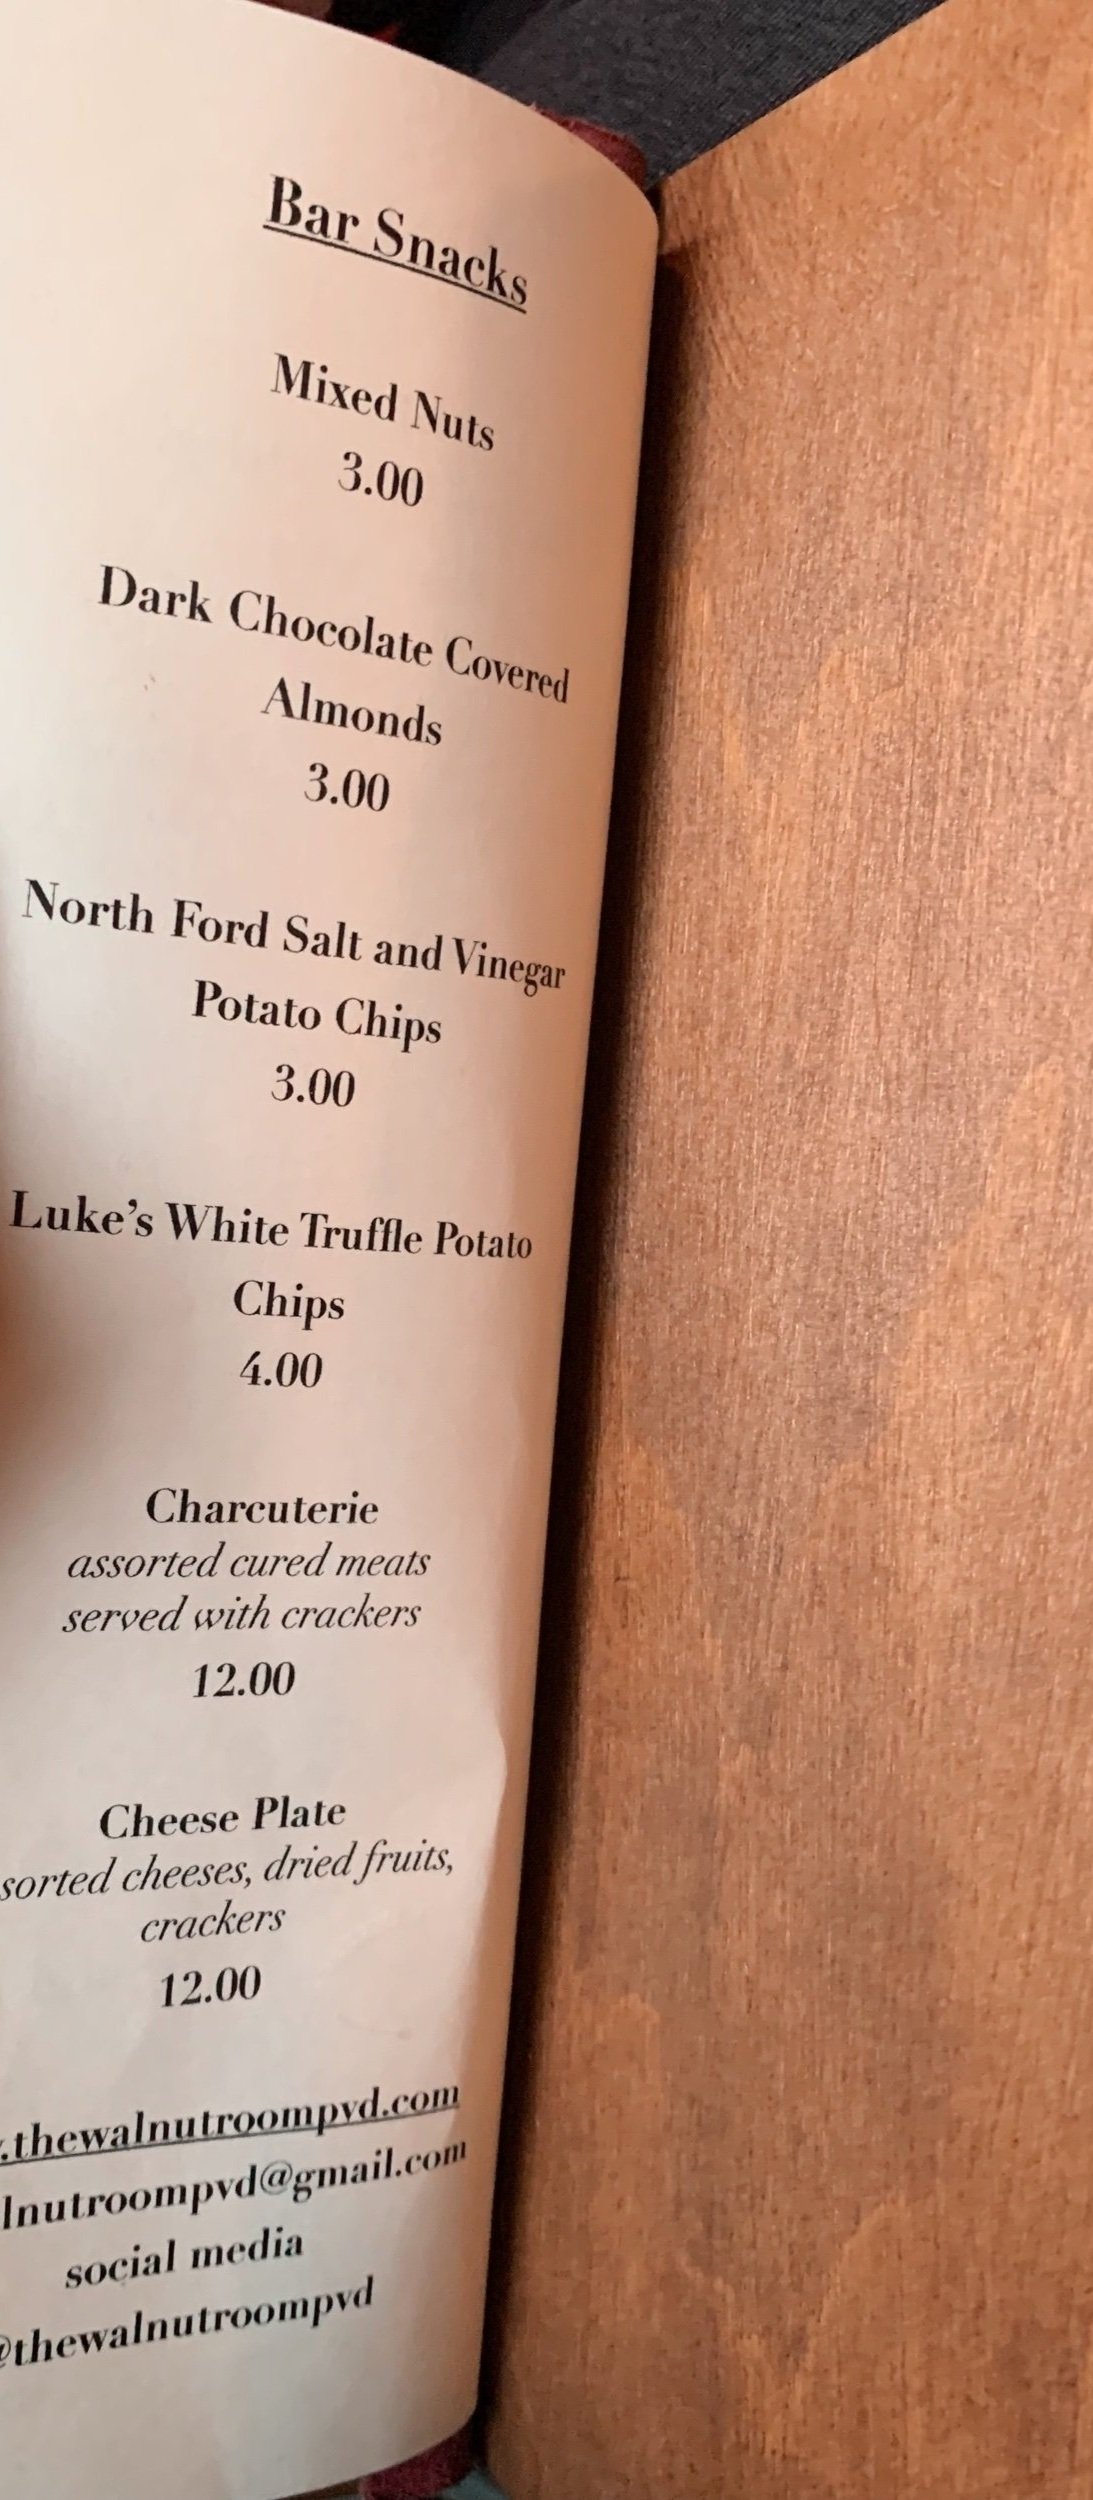 Bar Snacks
Mixed Nuts
3.00
Dark Chocolate Covered
Almonds
3.00
North Ford Salt and Vinegar
Potato Chips
3.00
Luke's White Truffle Potato
Chips
4.00
Charcuterie
assorted cured meats
served with crackers
12.00
Cheese Plate
sorted cheeses, dried fruits,
crackers
12.00
.thewalnutroompvd.com
lnutroompvd@gmail.com
social media
@thewalnutroompvd